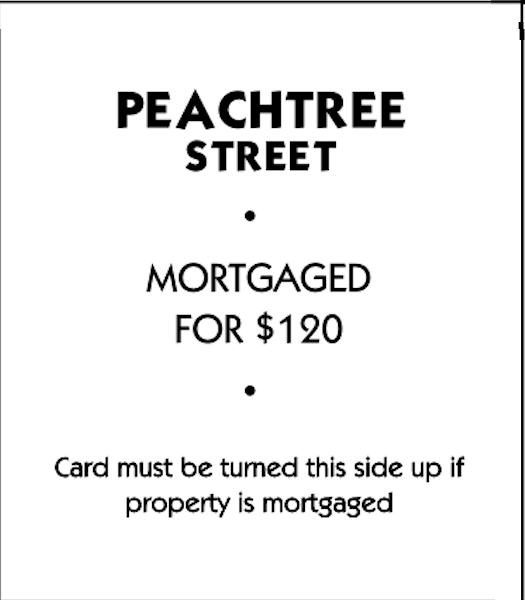 PEACHTREE
STREET
•
MORTGAGED
FOR $120
•
Card must be turned this side up if
property is mortgaged